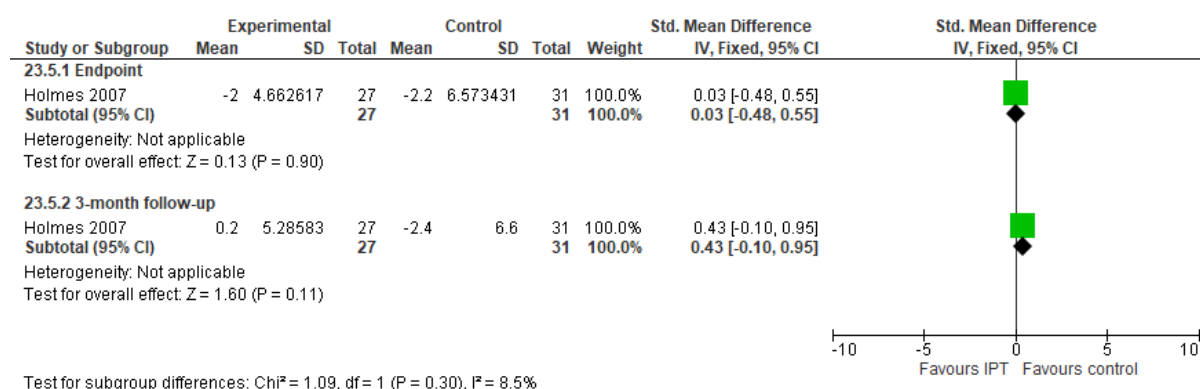 Experimental Control Std. Mean Difference Std. Mean Difference
Study or Subgroup Mean SD Total Mean SD Total Weight IV, Fixed, 95% CI IV, Fixed, 95% CI
23.5.1 Endpoint
Holmes 2007 -2 4.662617 27 -2.2 6.573431 31 100.0% 0.03 [-0.48, 0.55]
Subtotal (95% CI) 27 31 100.0% 0.03 [-0.48, 0.55]
Heterogeneity: Not applicable
Test for overall effect: Z = 0.13 (P = 0.90)
23.5.2 3-month follow-up
Holmes 2007 0.2 5.28583 27 -2.4 6.6 31 100.0% 0.43 [-0.10, 0.95]
Subtotal (95% CI) 27 31 100.0% 0.43 [-0.10, 0.95]
Heterogeneity: Not applicable
Test for overall effect: Z = 1.60 (P = 0.11)
-10 -5 0 5 10
Favours IPT Favours control
Test for subgroup differences: Chi² = 1.09, df = 1 (P = 0.30), I² = 8.5%